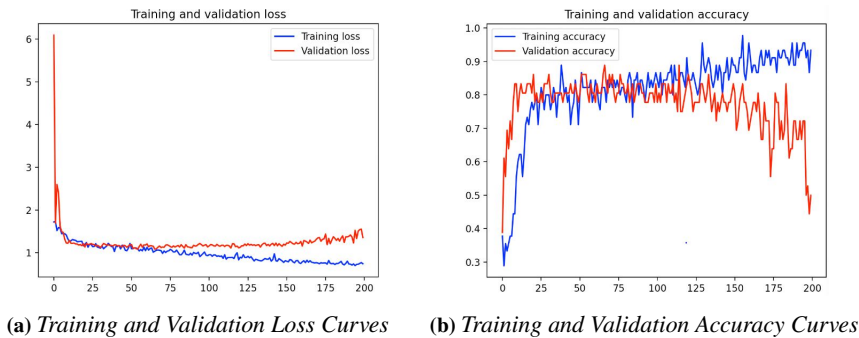 Training and validation loss
Training loss
Validation loss
6
5
4
3
2
1
0 25 50 75 100 125 150 175 200
(a) Training and Validation Loss Curves
Training and validation accuracy
Training accuracy
Validation accuracy
1.0
0.9
0.8
0.7
0.6
0.5
0.4
0.3
0 25 50 75 100 125 150 175 200
(b) Training and Validation Accuracy Curves